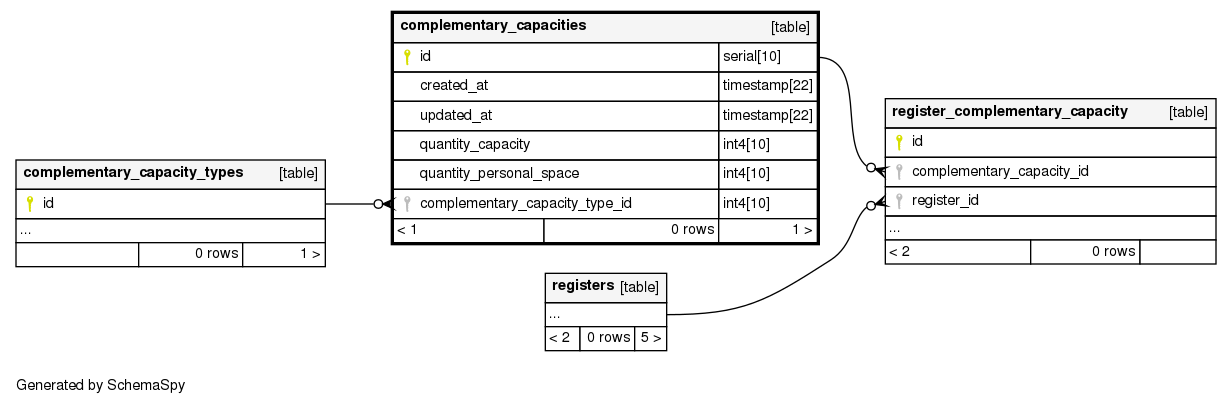 complementary_capacities [table]
id serial[10]
created_at timestamp[22]
updated_at timestamp[22]
quantity_capacity int4[10]
quantity_personal_space int4[10]
complementary_capacity_type_id int4[10]
< 1 0 rows 1 >
complementary_capacity_types [table]
id
...
0 rows 1 >
register_complementary_capacity [table]
id
complementary_capacity_id
register_id
...
< 2 0 rows
registers [table]
...
< 2 0 rows 5 >
Generated by SchemaSpy